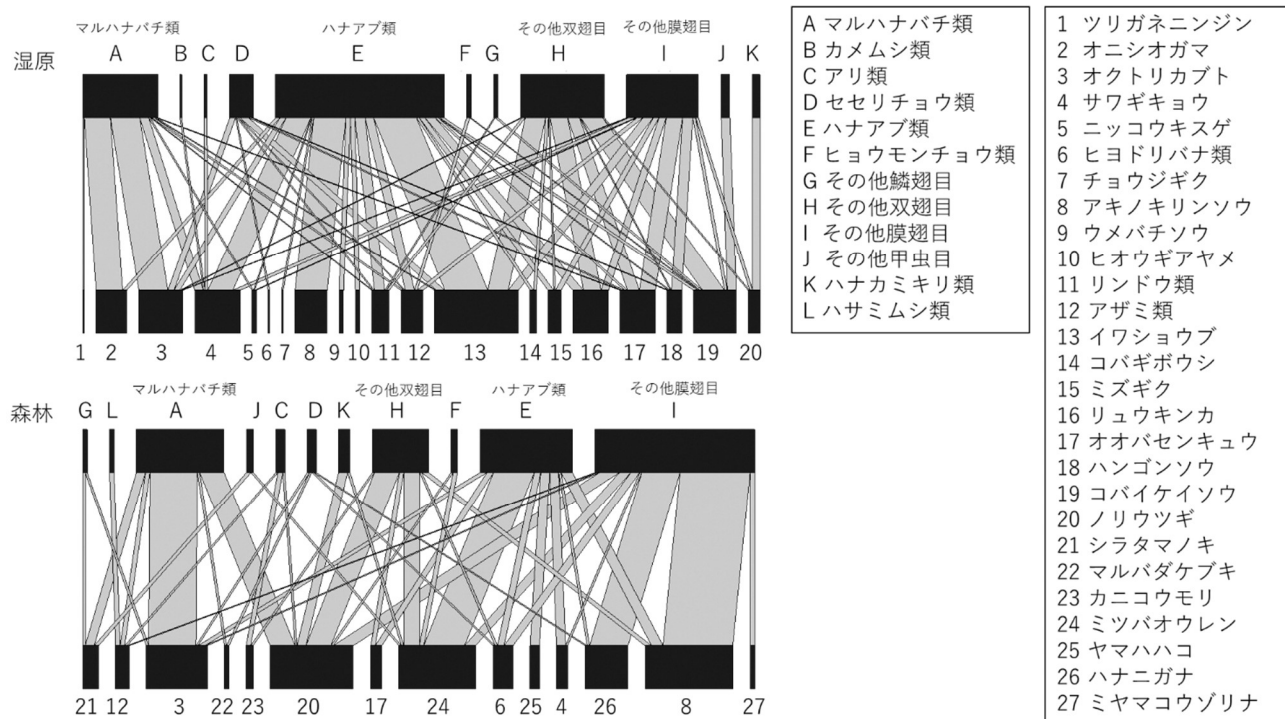 マルハナバチ類 ハナアブ類 その他双翅目 その他膜翅目
湿原
A B C D E F G H I J K
1 2 3 4 5 6 7 8 9 10 11 12 13 14 15 16 17 18 19 20
マルハナバチ類 その他双翅目 ハナアブ類 その他膜翅目
森林
G L A J C D K H F E I
21 12 3 22 23 20 17 24 6 25 4 26 8 27
A マルハナバチ類
B カメムシ類
C アリ類
D セセリチョウ類
E ハナアブ類
F ヒョウモンチョウ類
G その他鱗翅目
H その他双翅目
I その他膜翅目
J その他甲虫目
K ハナカミキリ類
L ハサミムシ類
1 ツリガネニンジン
2 オニシオガマ
3 オクトリカブト
4 サワギキョウ
5 ニッコウキスゲ
6 ヒヨドリバナ類
7 チョウジギク
8 アキノキリンソウ
9 ウメバチソウ
10 ヒオウギアヤメ
11 リンドウ類
12 アザミ類
13 イワショウブ
14 コバギボウシ
15 ミズギク
16 リュウキンカ
17 オオバセンキュウ
18 ハンゴンソウ
19 コバイケイソウ
20 ノリウツギ
21 シラタマノキ
22 マルバダケブキ
23 カニコウモリ
24 ミツバオウレン
25 ヤマハハコ
26 ハナニガナ
27 ミヤマコウゾリナ